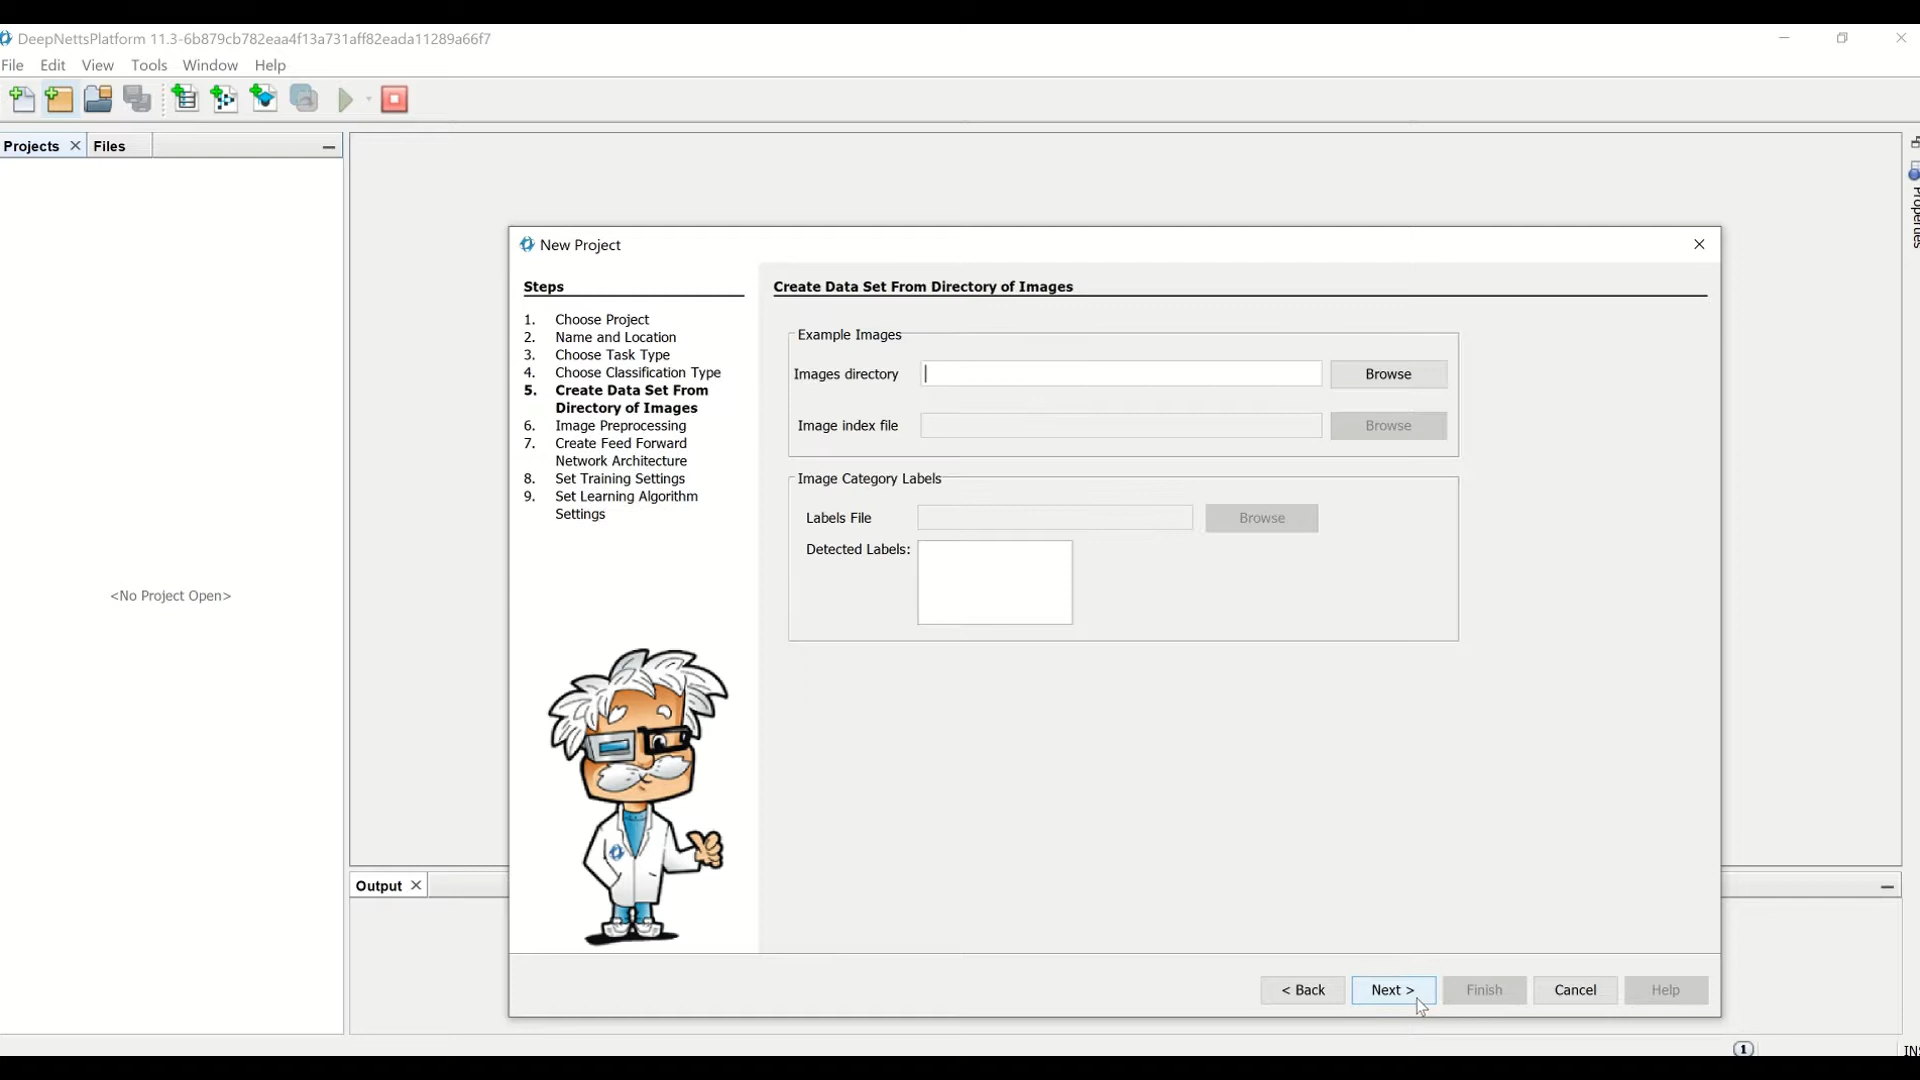 DeepNettsPlatform 11.3-6b879cb782eaa4f13a731aff82eada11289a66f7
File Edit View Tools Window Help
Projects Files
Properties
<No Project Open>
New Project
Steps
1. Choose Project
2. Name and Location
3. Choose Task Type
4. Choose Classification Type
5. Create Data Set From
Directory of Images
6. Image Preprocessing
7. Create Feed Forward
Network Architecture
8. Set Training Settings
9. Set Learning Algorithm
Settings
Create Data Set From Directory of Images
Example Images
Images directory Browse
Image index file Browse
Image Category Labels
Labels File Browse
Detected Labels:
< Back Next > Finish Cancel Help
Output
1